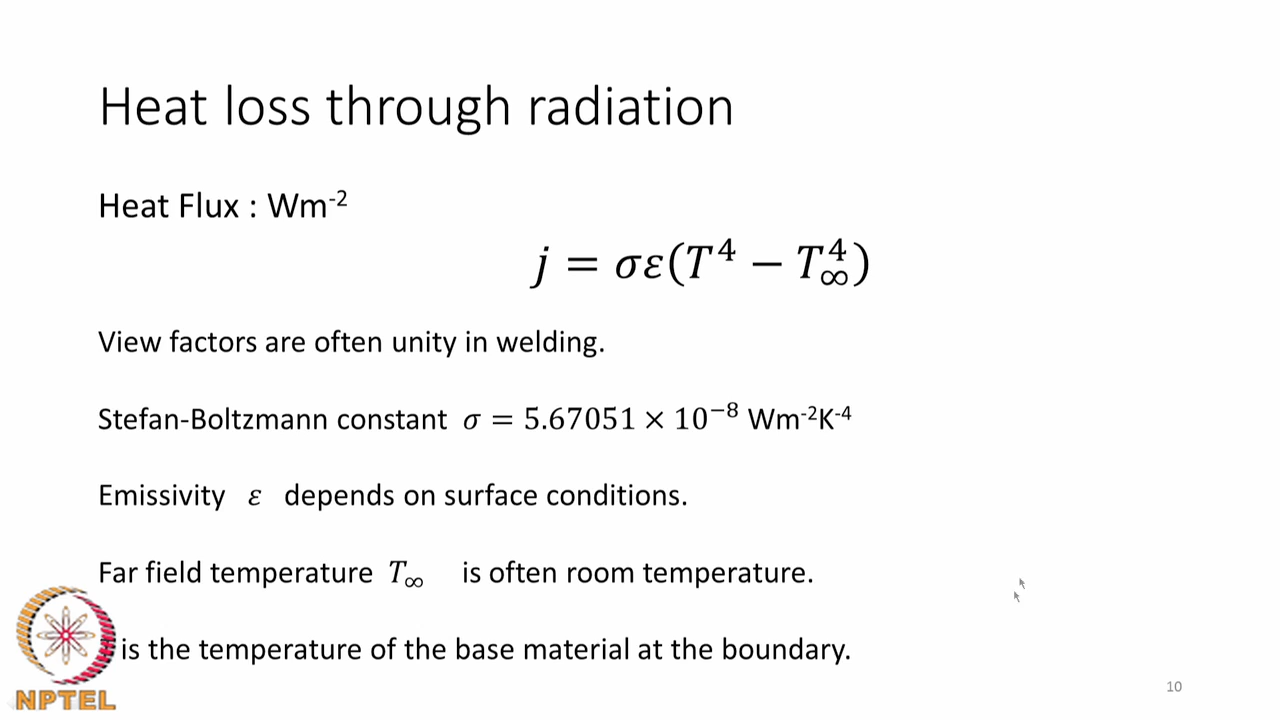 Heat loss through radiation
Heat Flux : Wm⁻²
j = σε(T⁴ − T∞⁴)
View factors are often unity in welding.
Stefan-Boltzmann constant σ = 5.67051 × 10⁻⁸ Wm⁻²K⁻⁴
Emissivity ε depends on surface conditions.
Far field temperature T∞ is often room temperature.
is the temperature of the base material at the boundary.
NPTEL
10